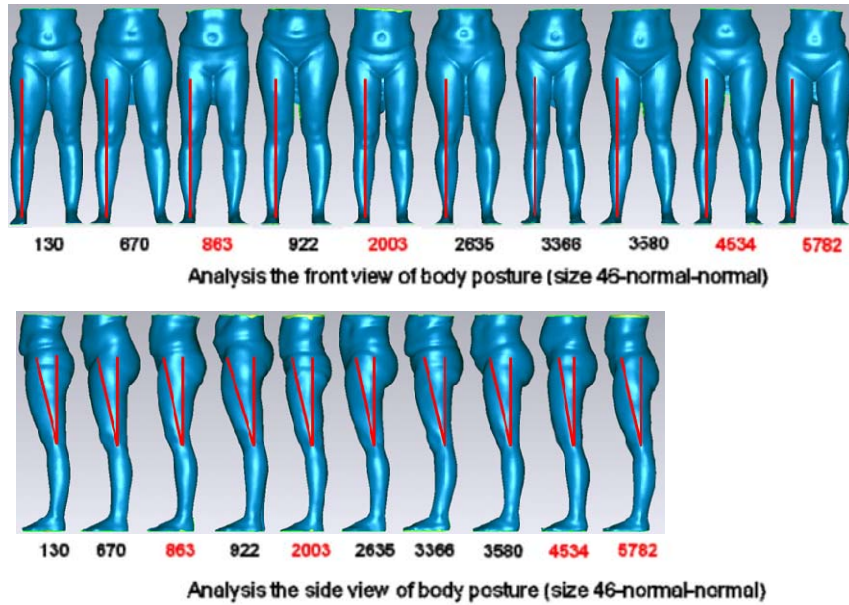 130 670 863 922 2003 2635 3366 3580 4534 5782
Analysis the front view of body posture (size 46-normal-normal)
130 670 863 922 2003 2635 3366 3580 4534 5782
Analysis the side view of body posture (size 46-normal-normal)